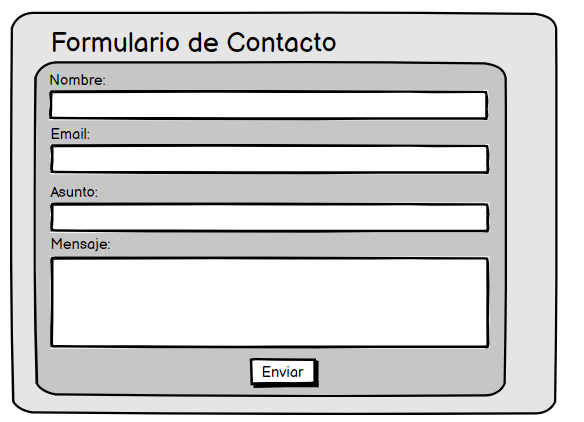 Formulario de Contacto
Nombre:
Email:
Asunto:
Mensaje:
Enviar